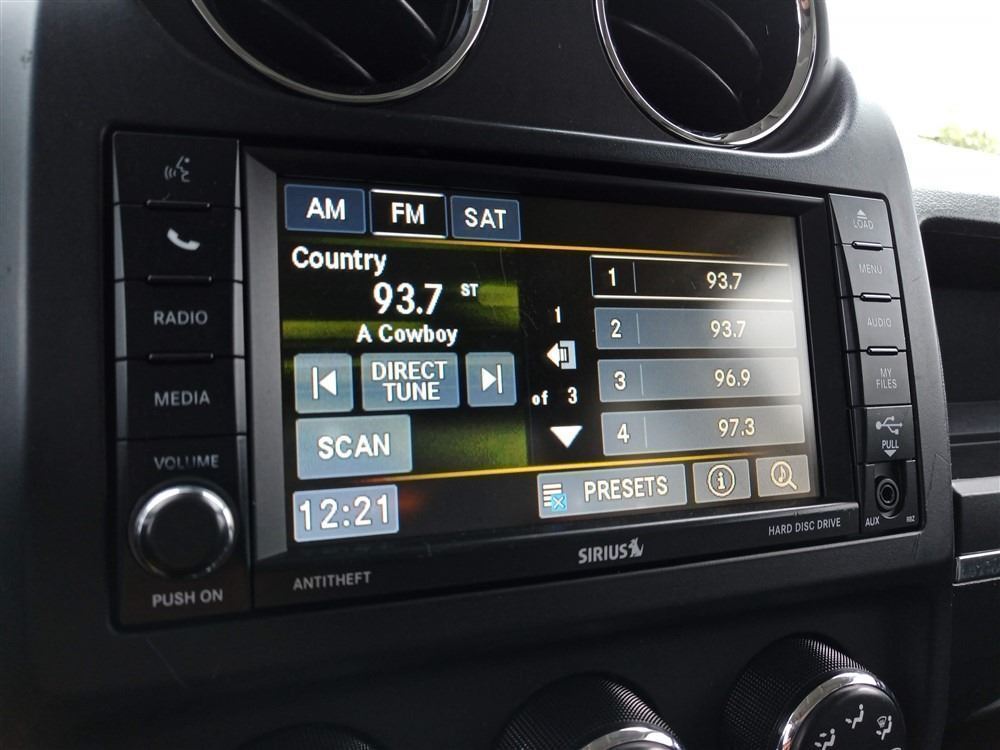 AM FM SAT
Country
93.7 ST
A Cowboy
DIRECT
TUNE
SCAN
12:21
1
of 3
1 93.7
2 93.7
3 96.9
4 97.3
PRESETS
RADIO
MEDIA
VOLUME
PUSH ON
ANTITHEFT
SIRIUS
HARD DISC DRIVE
LOAD
MENU
AUDIO
MY
FILES
PULL
AUX
RBZ